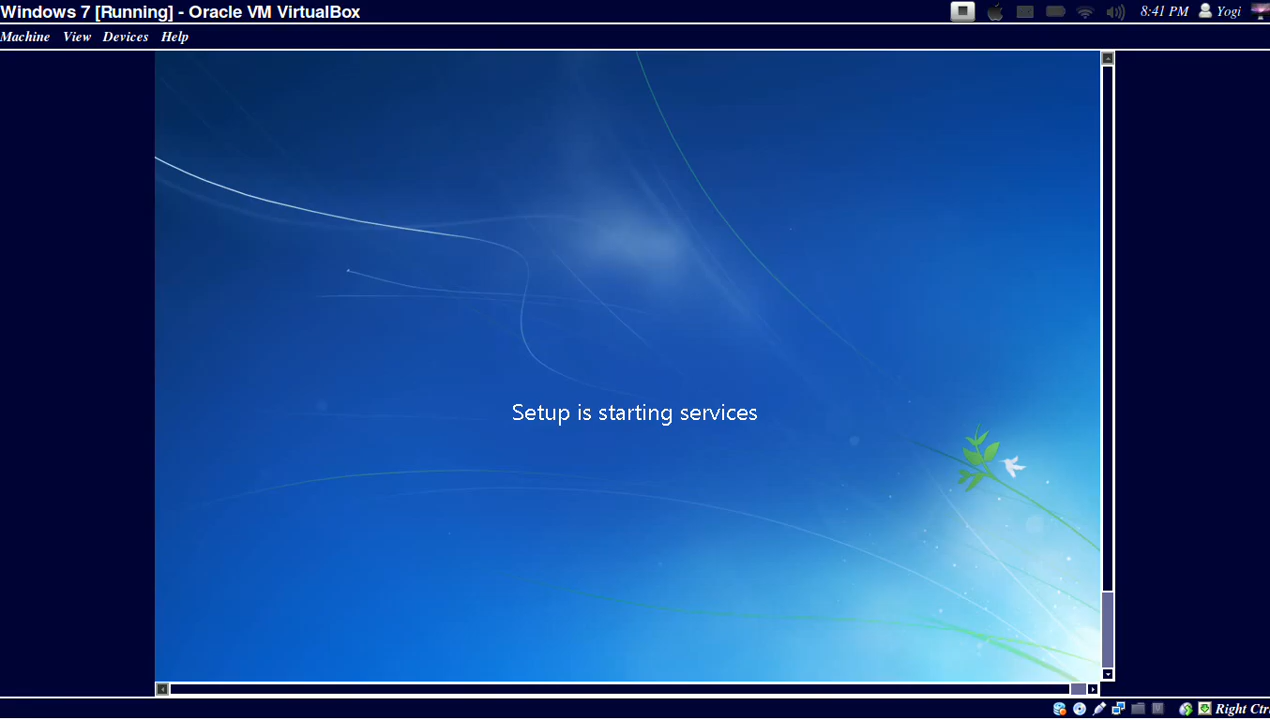 Windows 7 [Running] - Oracle VM VirtualBox
8:41 PM Yogi
Machine View Devices Help
Setup is starting services
Right Ctrl